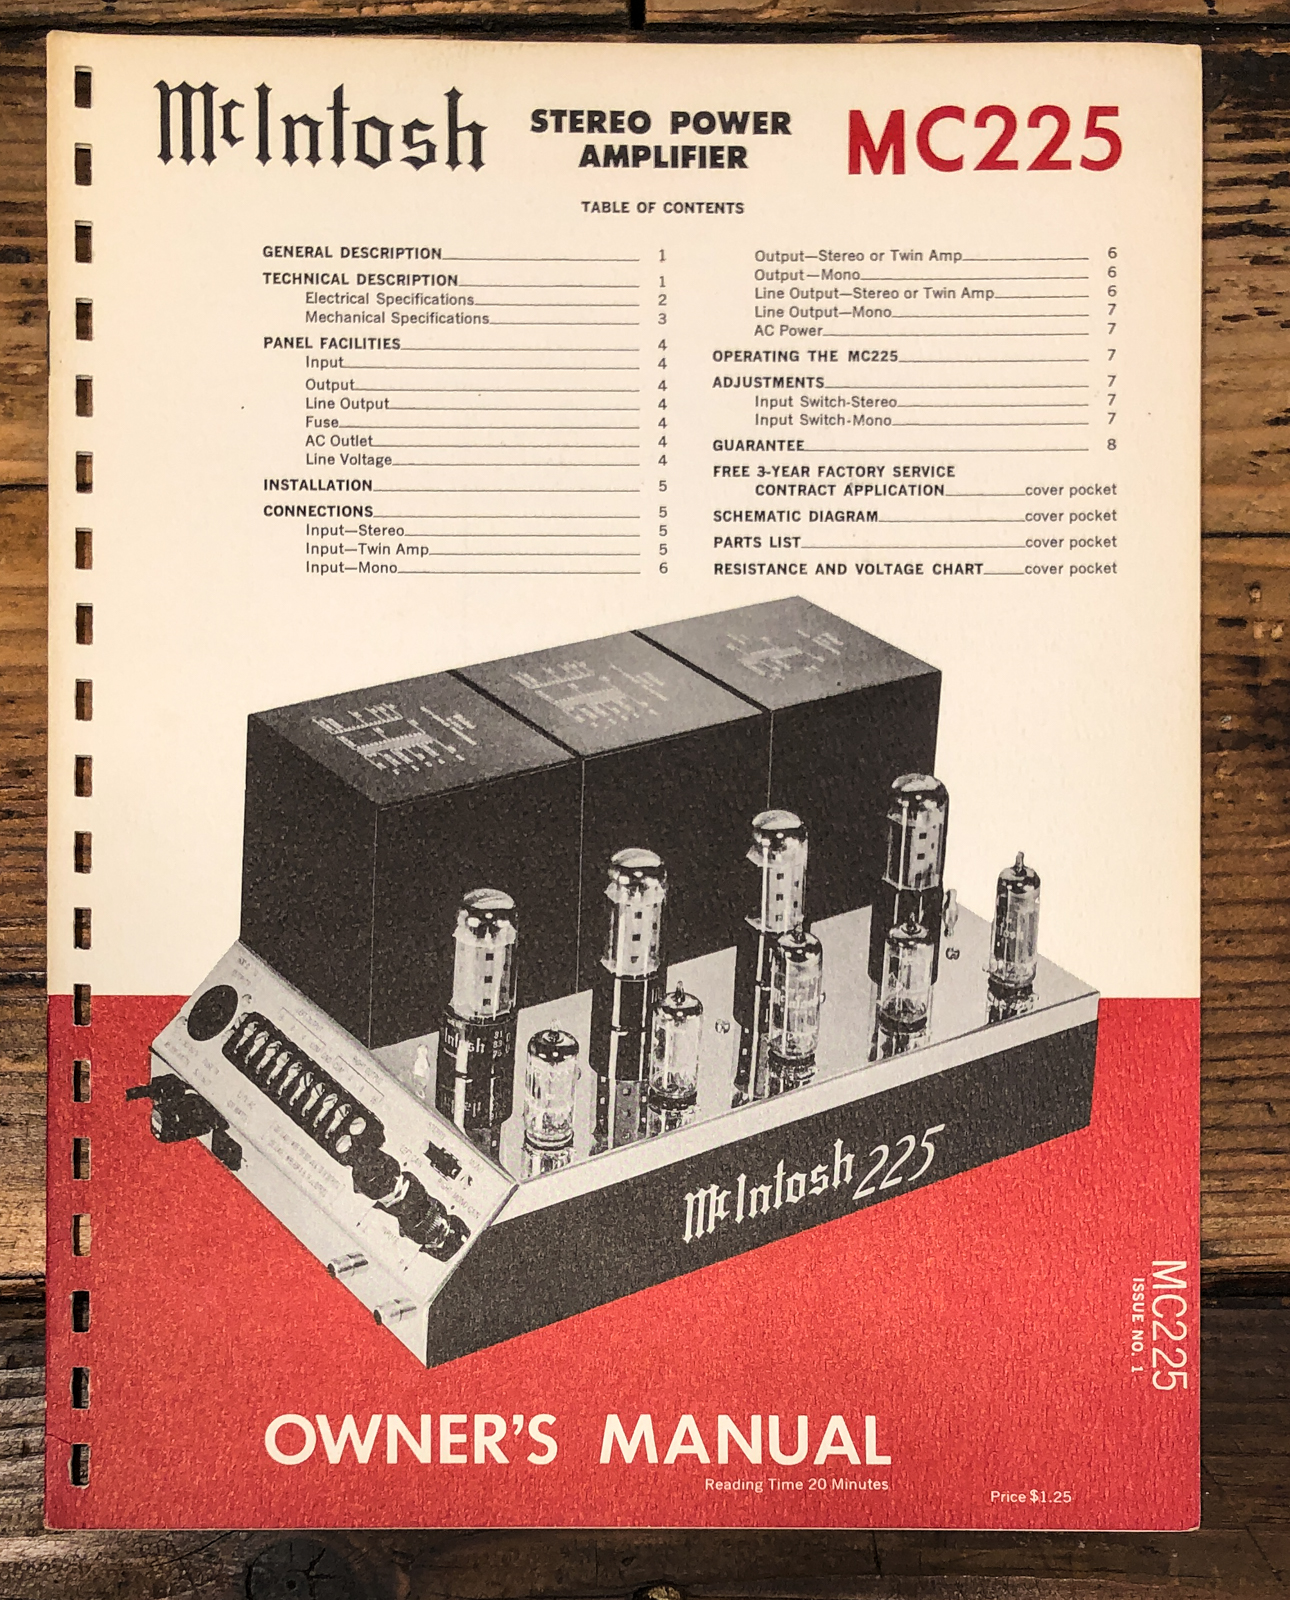 McIntosh
STEREO POWER
AMPLIFIER
MC225
TABLE OF CONTENTS
GENERAL DESCRIPTION 1
TECHNICAL DESCRIPTION 1
Electrical Specifications 2
Mechanical Specifications 3
PANEL FACILITIES 4
Input 4
Output 4
Line Output 4
Fuse 4
AC Outlet 4
Line Voltage 4
INSTALLATION 5
CONNECTIONS 5
Input—Stereo 5
Input—Twin Amp 5
Input—Mono 6
Output—Stereo or Twin Amp 6
Output—Mono 6
Line Output—Stereo or Twin Amp 6
Line Output—Mono 7
AC Power 7
OPERATING THE MC225 7
ADJUSTMENTS 7
Input Switch-Stereo 7
Input Switch-Mono 7
GUARANTEE 8
FREE 3-YEAR FACTORY SERVICE
CONTRACT APPLICATION cover pocket
SCHEMATIC DIAGRAM cover pocket
PARTS LIST cover pocket
RESISTANCE AND VOLTAGE CHART cover pocket
McIntosh 225
MC225
ISSUE NO. 1
OWNER'S MANUAL
Reading Time 20 Minutes
Price $1.25